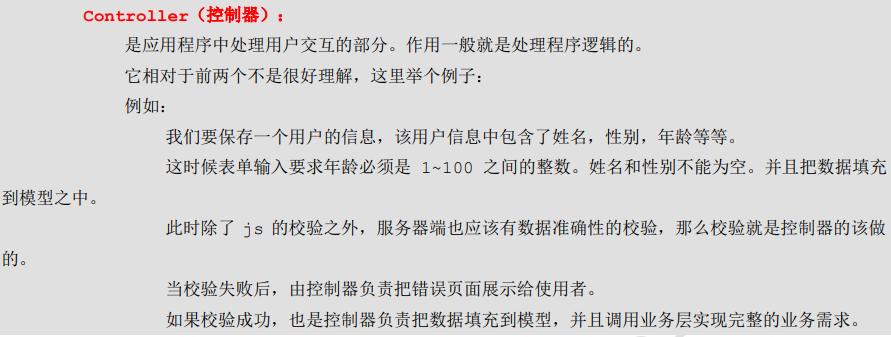 Controller（控制器）：
是应用程序中处理用户交互的部分。作用一般就是处理程序逻辑的。
它相对于前两个不是很好理解，这里举个例子：
例如：
我们要保存一个用户的信息，该用户信息中包含了姓名，性别，年龄等等。
这时候表单输入要求年龄必须是 1~100 之间的整数。姓名和性别不能为空。并且把数据填充
到模型之中。
此时除了 js 的校验之外，服务器端也应该有数据准确性的校验，那么校验就是控制器的该做
的。
当校验失败后，由控制器负责把错误页面展示给使用者。
如果校验成功，也是控制器负责把数据填充到模型，并且调用业务层实现完整的业务需求。